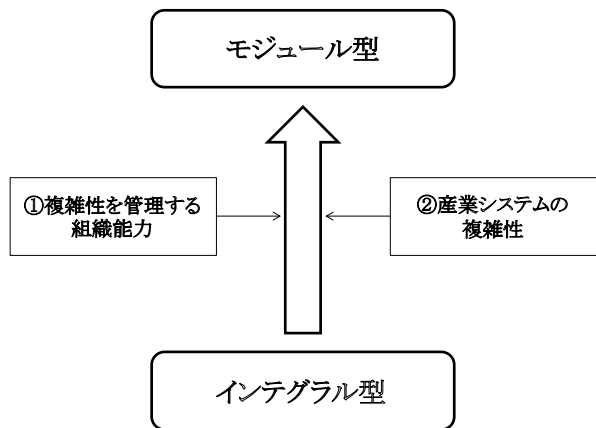 モジュール型
①複雑性を管理する
組織能力
②産業システムの
複雑性
インテグラル型